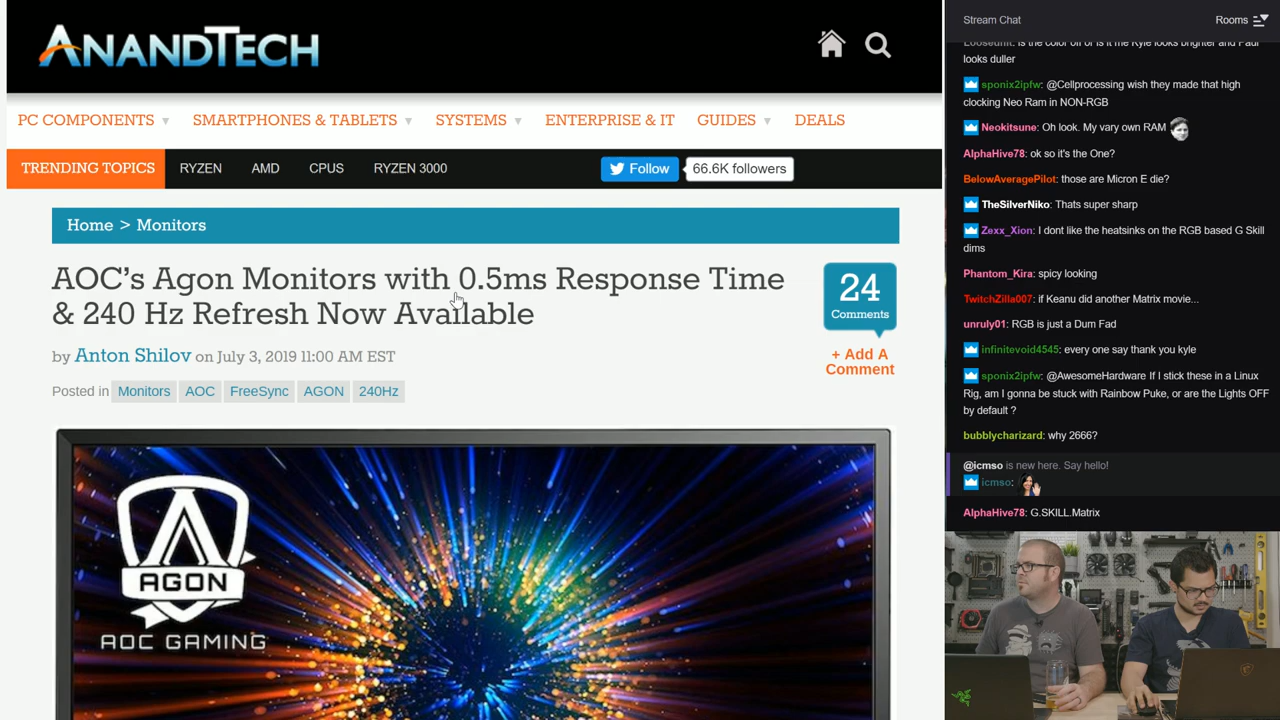 ANANDTECH
PC COMPONENTS
SMARTPHONES & TABLETS
SYSTEMS
ENTERPRISE & IT
GUIDES
DEALS
TRENDING TOPICS
RYZEN
AMD
CPUS
RYZEN 3000
Follow
66.6K followers
Home > Monitors
AOC's Agon Monitors with 0.5ms Response Time
& 240 Hz Refresh Now Available
24
Comments
+ Add A
Comment
by Anton Shilov on July 3, 2019 11:00 AM EST
Posted in Monitors AOC FreeSync AGON 240Hz
AGON
AOC GAMING
Stream Chat
Rooms
is the color off or is it me Kyle looks brighter and Paul
looks duller
sponix2ipfw: @Cellprocessing wish they made that high
clocking Neo Ram in NON-RGB
Neokitsune: Oh look. My vary own RAM
AlphaHive78: ok so it's the One?
BelowAveragePilot: those are Micron E die?
TheSilverNiko: Thats super sharp
Zexx_Xion: I dont like the heatsinks on the RGB based G Skill
dims
Phantom_Kira: spicy looking
TwitchZilla007: if Keanu did another Matrix movie...
unruly01: RGB is just a Dum Fad
infinitevoid4545: every one say thank you kyle
sponix2ipfw: @AwesomeHardware If I stick these in a Linux
Rig, am I gonna be stuck with Rainbow Puke, or are the Lights OFF
by default ?
bubblycharizard: why 2666?
@icmso is new here. Say hello!
icmso:
AlphaHive78: G.SKILL.Matrix